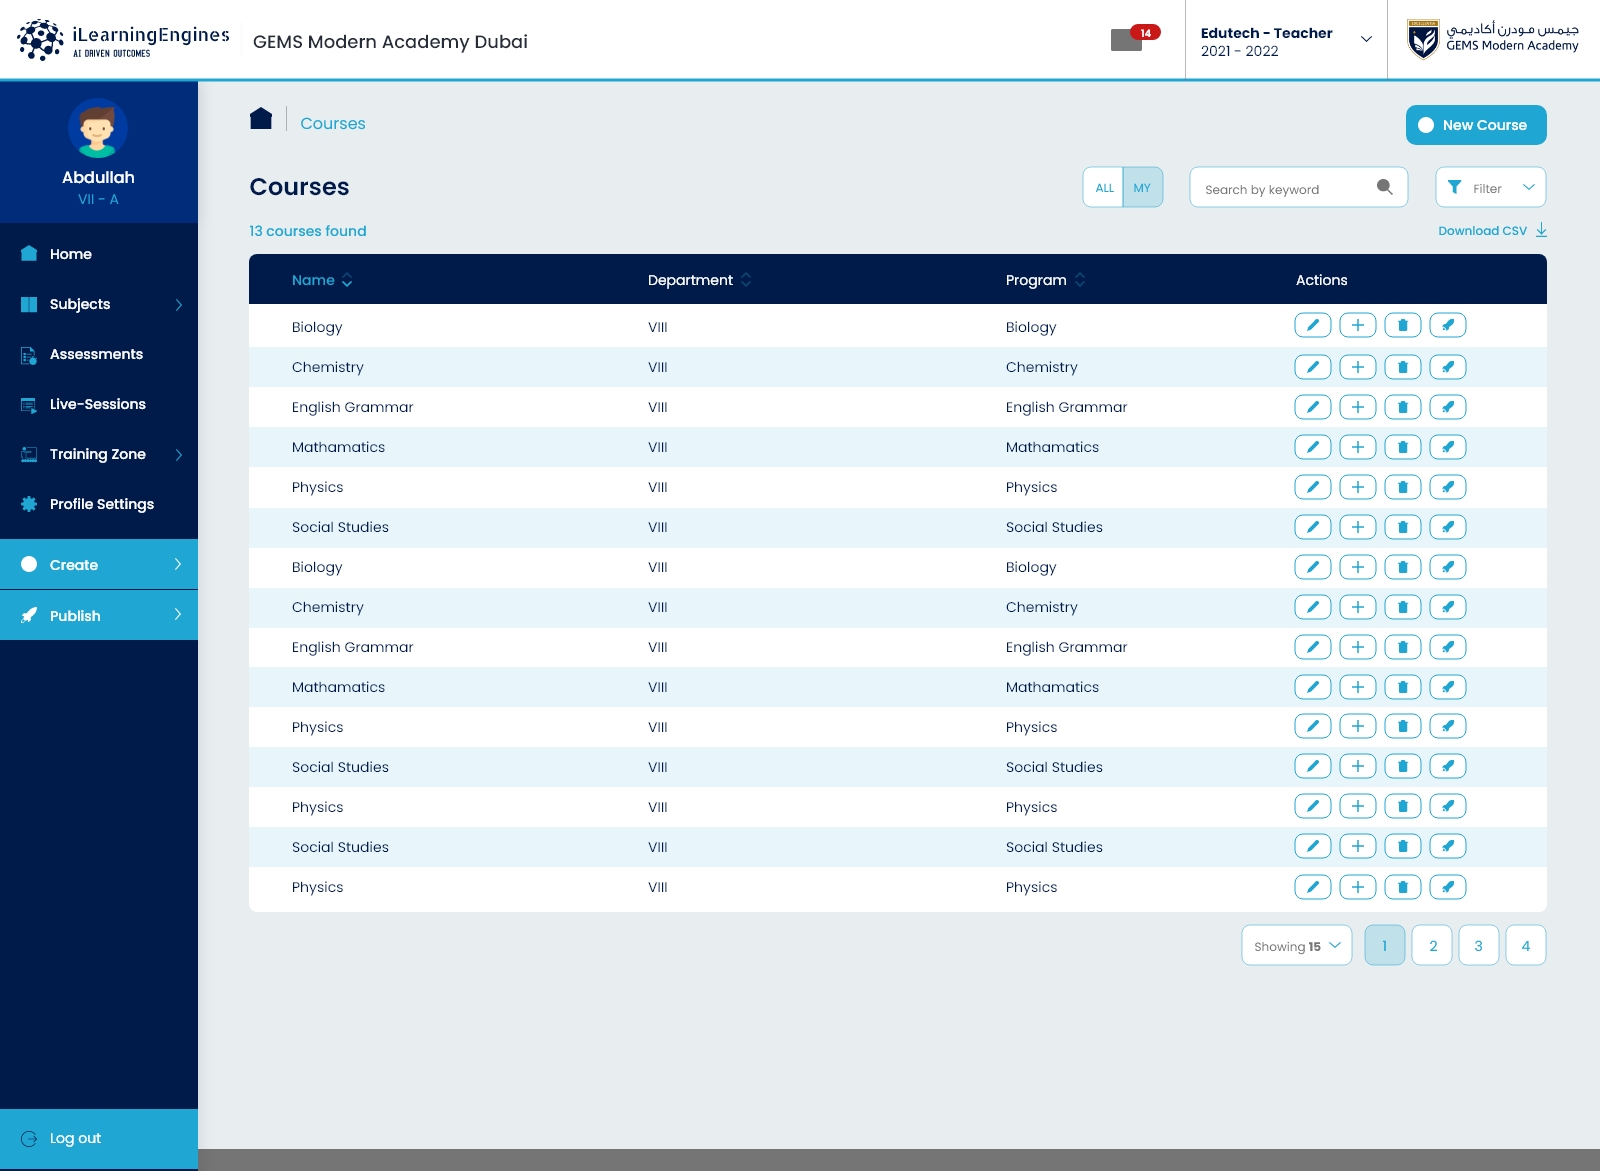 iLearningEngines
AI DRIVEN OUTCOMES
GEMS Modern Academy Dubai
14
Edutech - Teacher
2021 - 2022
جيمس مودرن أكاديمي
GEMS Modern Academy
Abdullah
VII - A
Home
Subjects
Assessments
Live-Sessions
Training Zone
Profile Settings
Create
Publish
Log out
Courses
New Course
Courses
ALL MY
Search by keyword
Filter
13 courses found
Download CSV
Name Department Program Actions
Biology VIII Biology
Chemistry VIII Chemistry
English Grammar VIII English Grammar
Mathamatics VIII Mathamatics
Physics VIII Physics
Social Studies VIII Social Studies
Biology VIII Biology
Chemistry VIII Chemistry
English Grammar VIII English Grammar
Mathamatics VIII Mathamatics
Physics VIII Physics
Social Studies VIII Social Studies
Physics VIII Physics
Social Studies VIII Social Studies
Physics VIII Physics
Showing 15 1 2 3 4